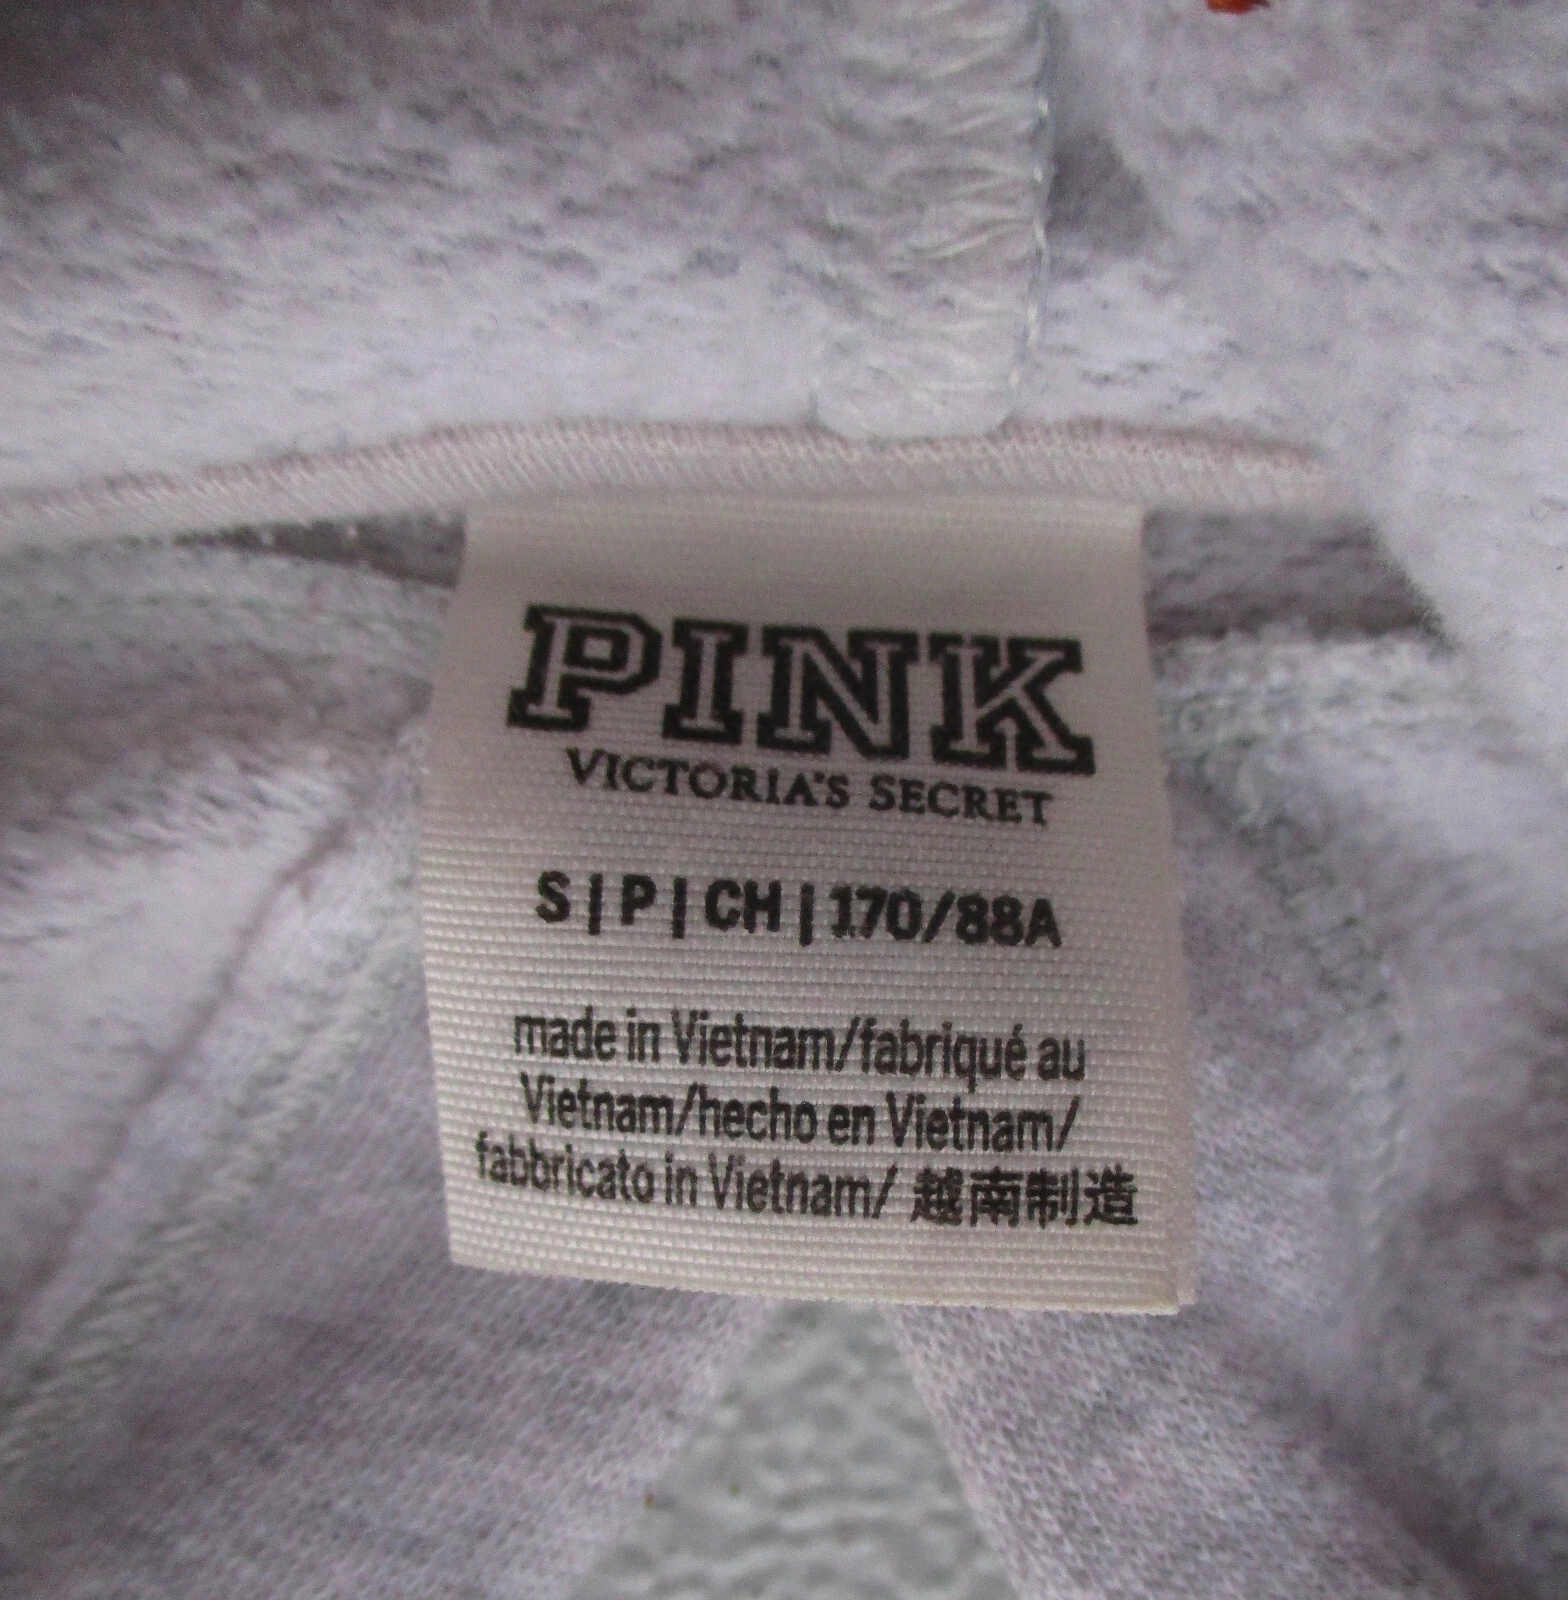 PINK
VICTORIA'S SECRET
S | P | CH | 170/88A
made in Vietnam/fabriqué au
Vietnam/hecho en Vietnam/
fabbricato in Vietnam/ 越南制造